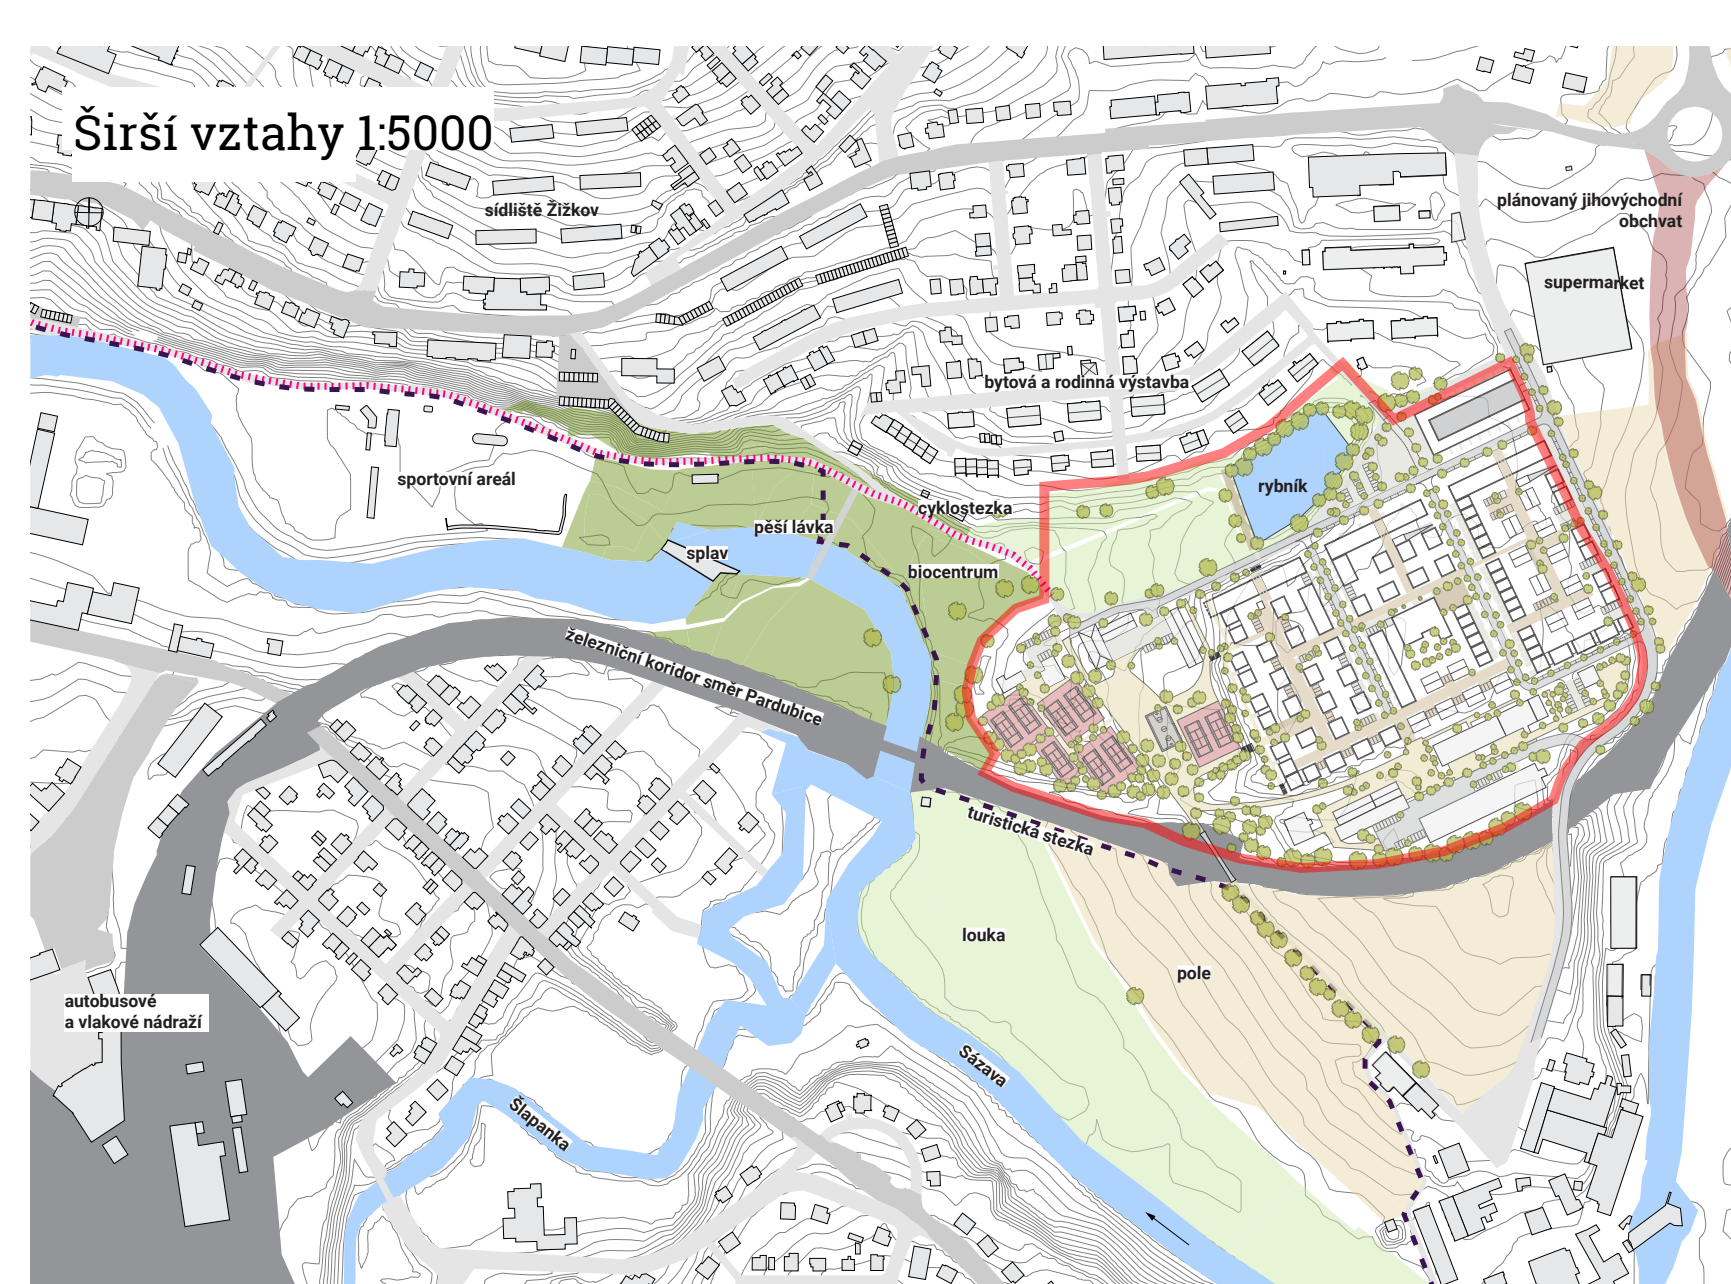 Širší vztahy 1:5000
sídliště Žižkov
plánovaný jihovýchodní
obchvat
supermarket
bytová a rodinná výstavba
sportovní areál
rybník
cyklostezka
pěší lávka
splav
biocentrum
železniční koridor směr Pardubice
turistická stezka
louka
pole
autobusové
a vlakové nádraží
Sázava
Šlapanka